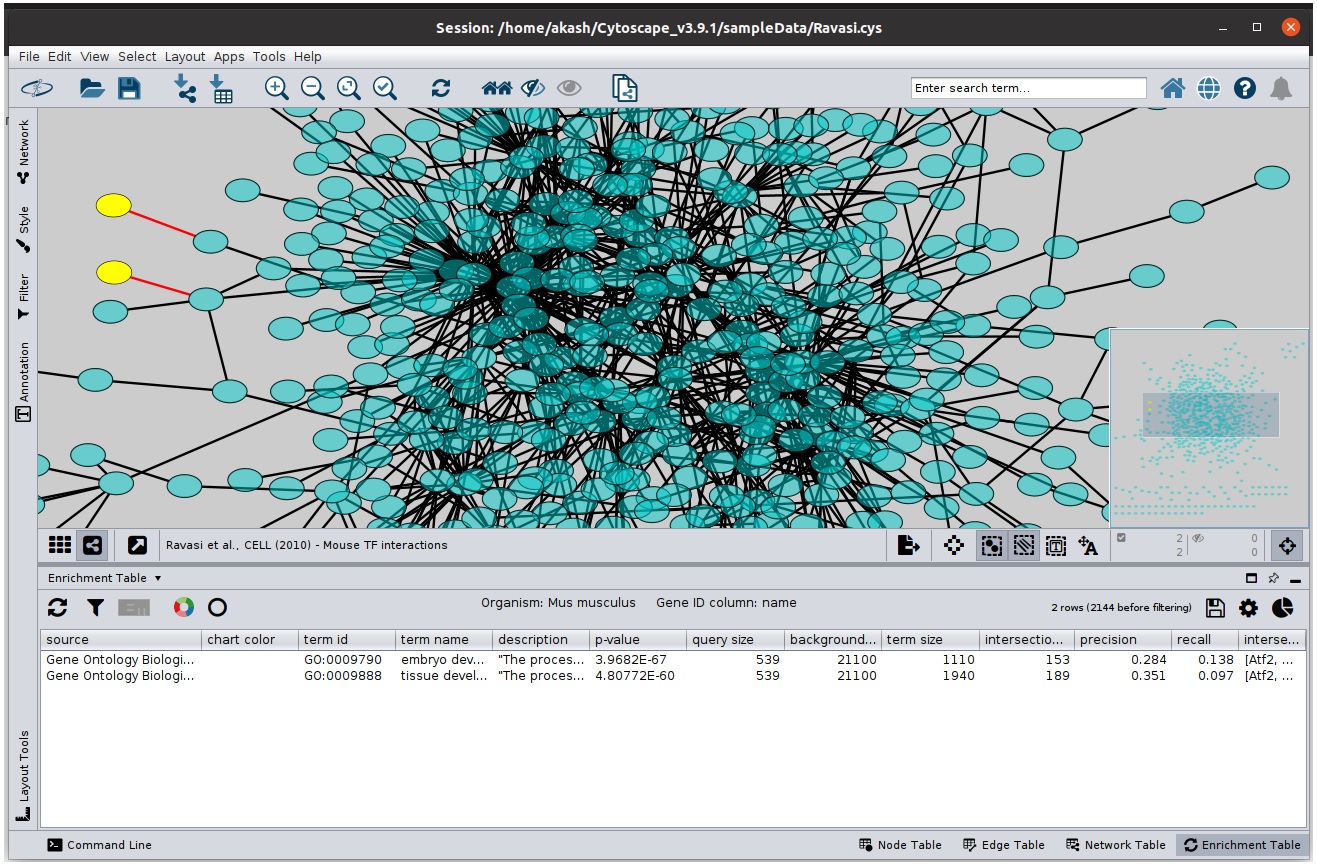 Session: /home/akash/Cytoscape_v3.9.1/sampleData/Ravasi.cys
File Edit View Select Layout Apps Tools Help
Enter search term...
Network
Style
Filter
Annotation
Ravasi et al., CELL (2010) - Mouse TF interactions
2 0
2 0
Enrichment Table
Organism: Mus musculus Gene ID column: name
2 rows (2144 before filtering)
source chart color term id term name description p-value query size background... term size intersectio... precision recall interse...
Gene Ontology Biologi... GO:0009790 embryo dev... "The proces... 3.9682E-67 539 21100 1110 153 0.284 0.138 [Atf2, ...
Gene Ontology Biologi... GO:0009888 tissue devel... "The proces... 4.80772E-60 539 21100 1940 189 0.351 0.097 [Atf2, ...
Layout Tools
Command Line Node Table Edge Table Network Table Enrichment Table